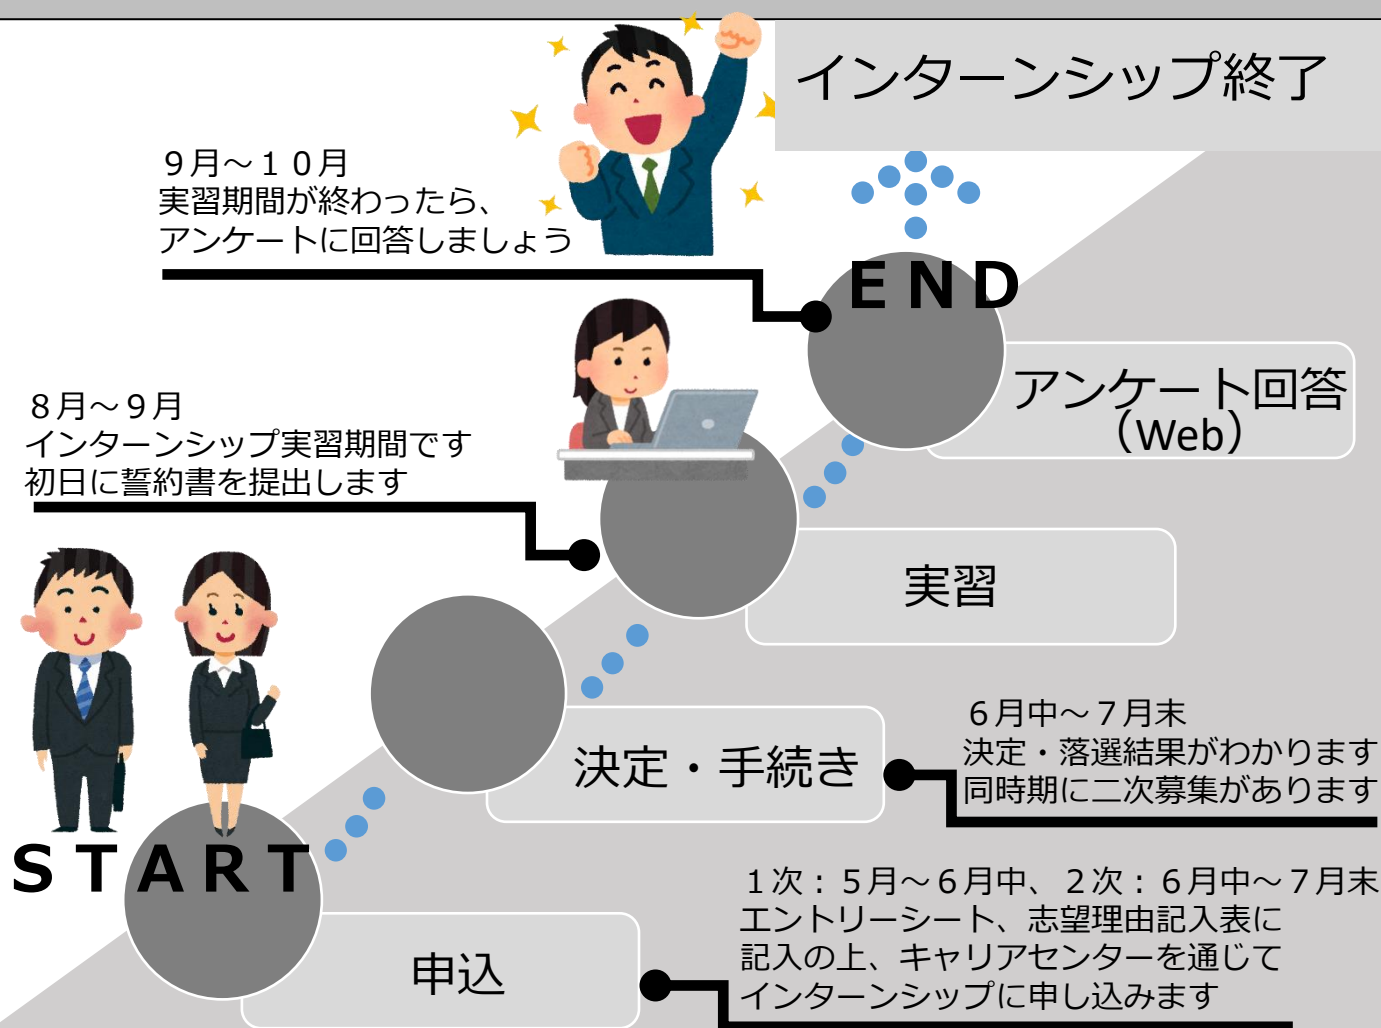 インターンシップ終了
９月～１０月
実習期間が終わったら、
アンケートに回答しましょう
ＥＮＤ
アンケート回答
（Web）
８月～９月
インターンシップ実習期間です
初日に誓約書を提出します
実習
６月中～７月末
決定・落選結果がわかります
同時期に二次募集があります
決定・手続き
ＳＴＡＲＴ
１次：５月～６月中、２次：６月中～７月末
エントリーシート、志望理由記入表に
記入の上、キャリアセンターを通じて
インターンシップに申し込みます
申込